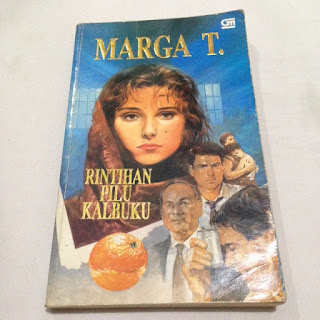 MARGA T.
RINTIHAN
PILU
KALBUKU